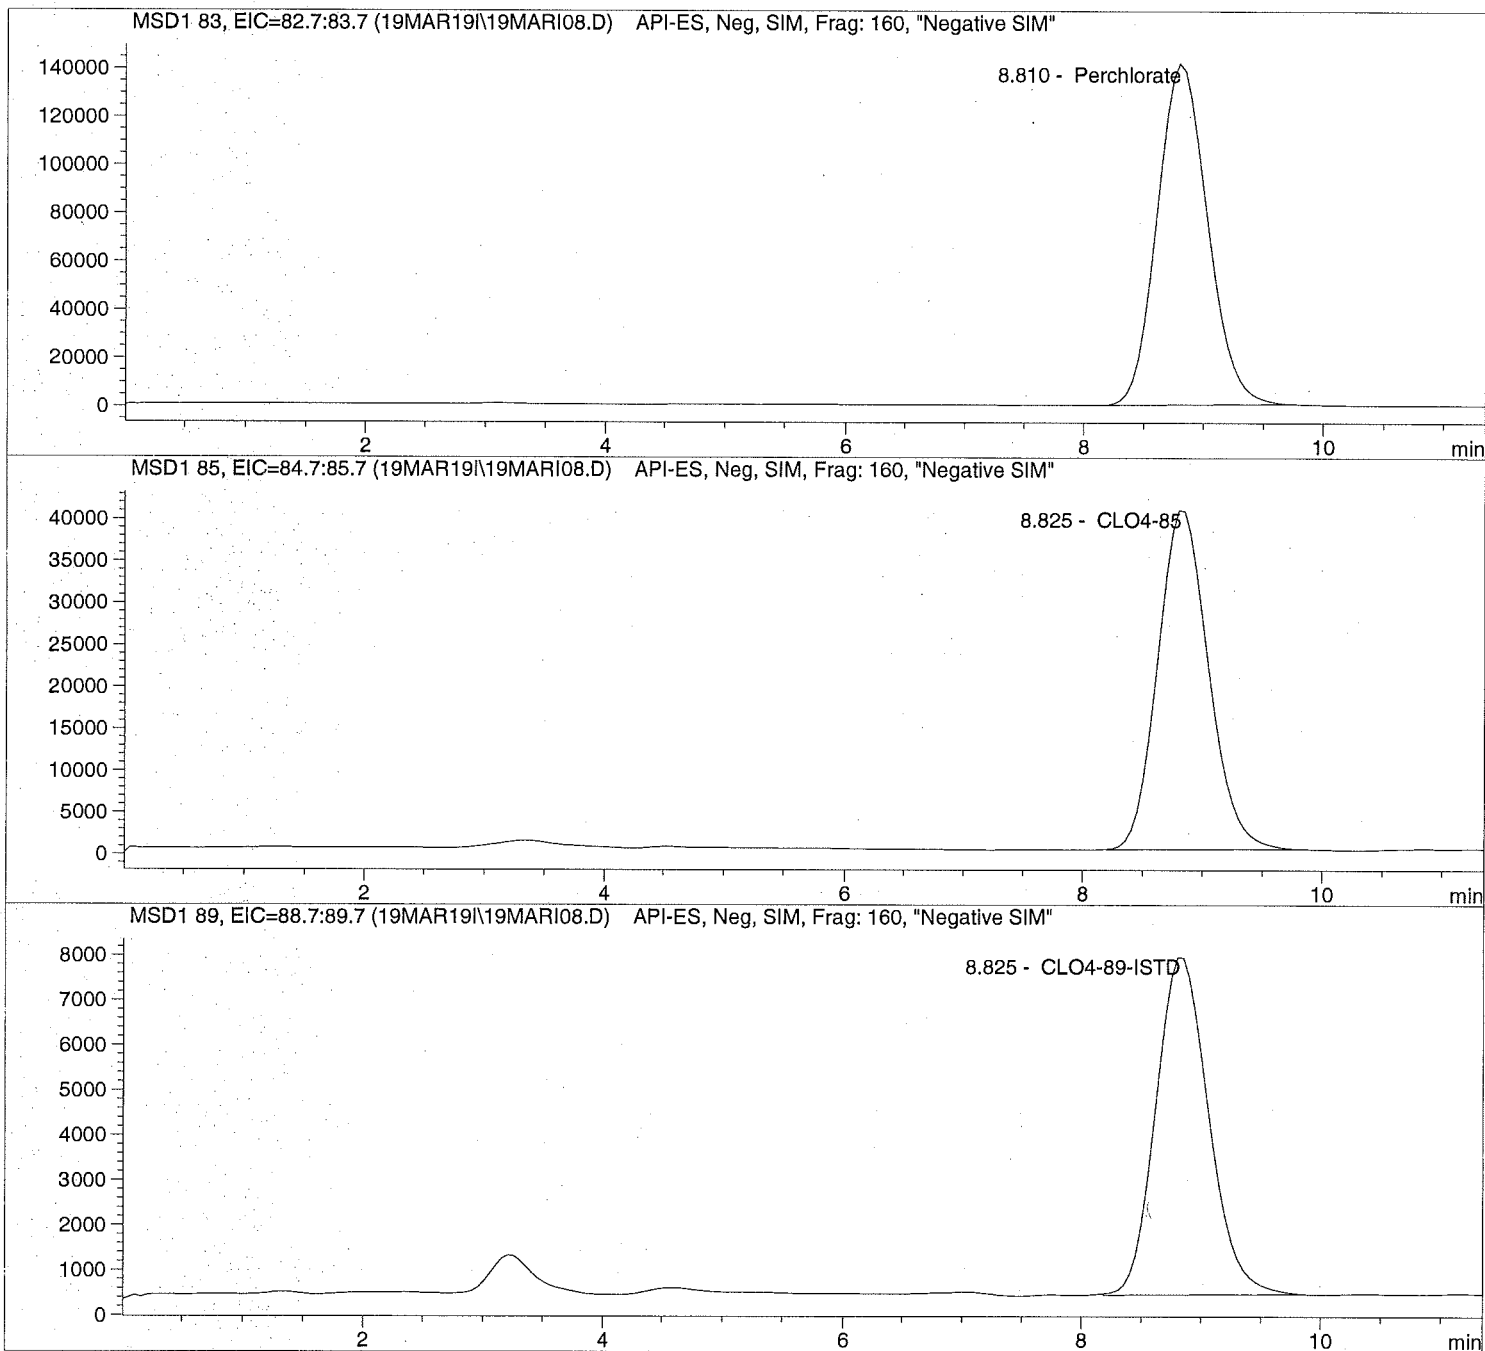 MSD1 83, EIC=82.7:83.7 (19MAR19I\19MARI08.D) API-ES, Neg, SIM, Frag: 160, "Negative SIM"
140000
8.810 - Perchlorate
120000
100000
80000
60000
40000
20000
0
2 4 6 8 10 min
MSD1 85, EIC=84.7:85.7 (19MAR19I\19MARI08.D) API-ES, Neg, SIM, Frag: 160, "Negative SIM"
40000
8.825 - CLO4-85
35000
30000
25000
20000
15000
10000
5000
0
2 4 6 8 10 min
MSD1 89, EIC=88.7:89.7 (19MAR19I\19MARI08.D) API-ES, Neg, SIM, Frag: 160, "Negative SIM"
8000
8.825 - CLO4-89-ISTD
7000
6000
5000
4000
3000
2000
1000
0
2 4 6 8 10 min